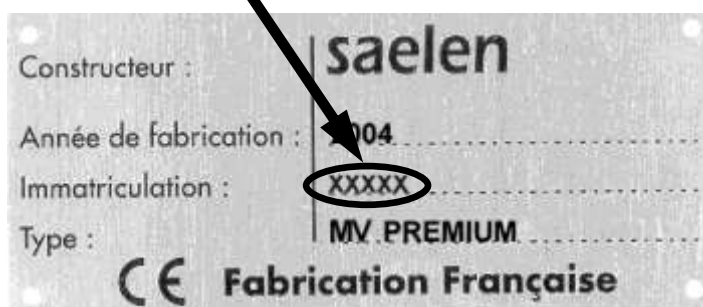 Constructeur : saelen
Année de fabrication : 2004
Immatriculation : XXXXX
Type : MV PREMIUM
CE Fabrication Française